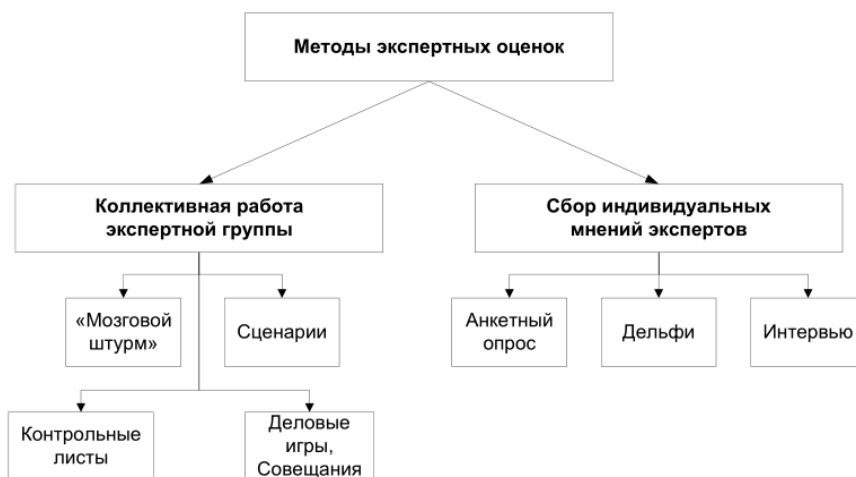 Методы экспертных оценок
Коллективная работа
экспертной группы
Сбор индивидуальных
мнений экспертов
«Мозговой
штурм»
Сценарии
Анкетный
опрос
Дельфи
Интервью
Контрольные
листы
Деловые
игры,
Совещания